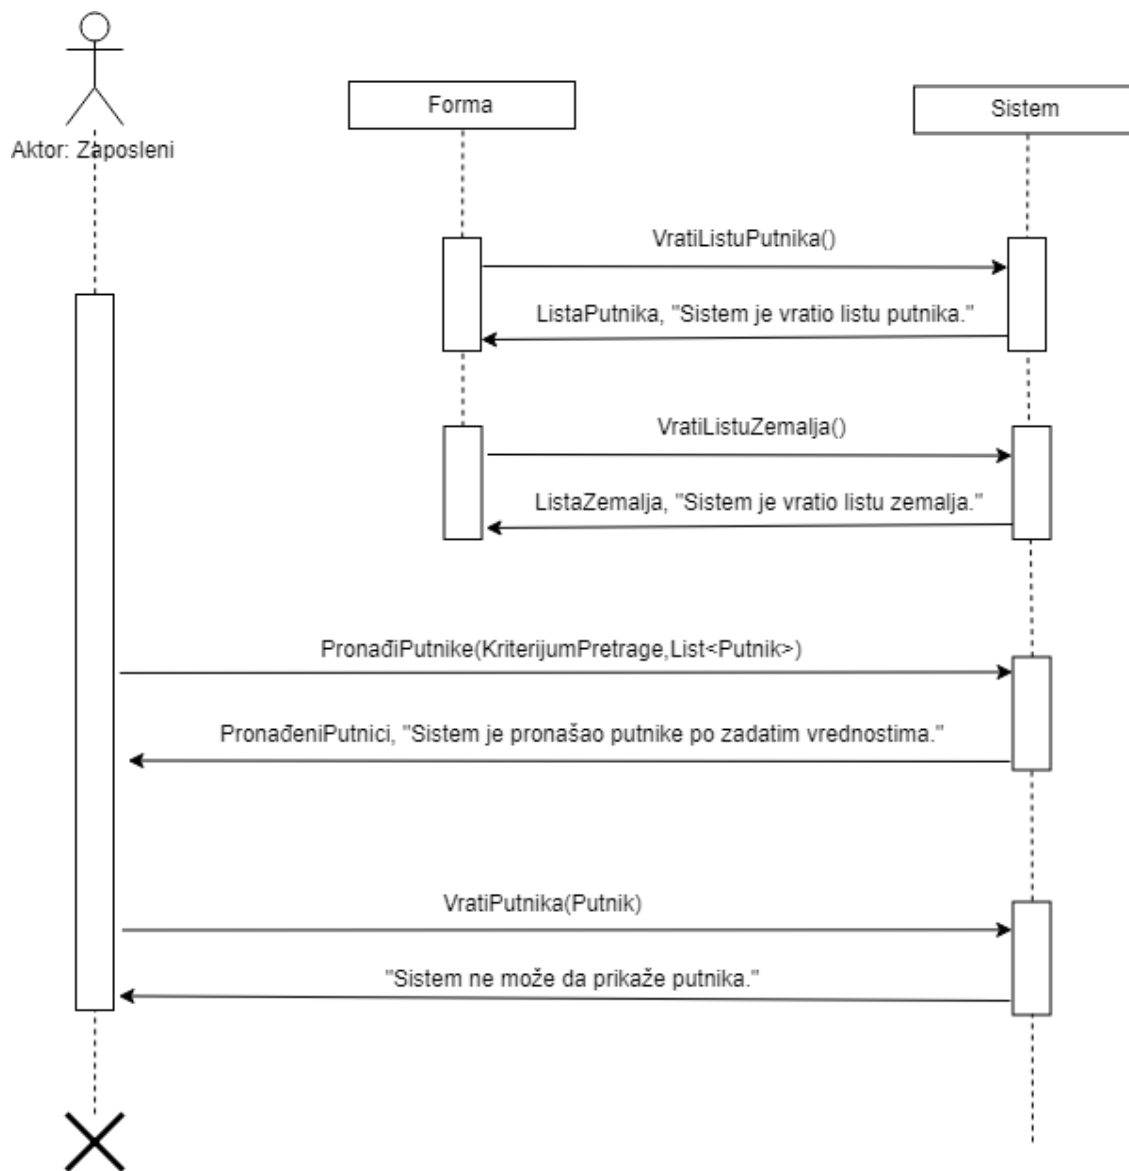 Aktor: Zaposleni
Forma
Sistem
VratiListuPutnika()
ListaPutnika, "Sistem je vratio listu putnika."
VratiListuZemalja()
ListaZemalja, "Sistem je vratio listu zemalja."
PronađiPutnike(KriterijumPretrage,List<Putnik>)
PronađeniPutnici, "Sistem je pronašao putnike po zadatim vrednostima."
VratiPutnika(Putnik)
"Sistem ne može da prikaže putnika."